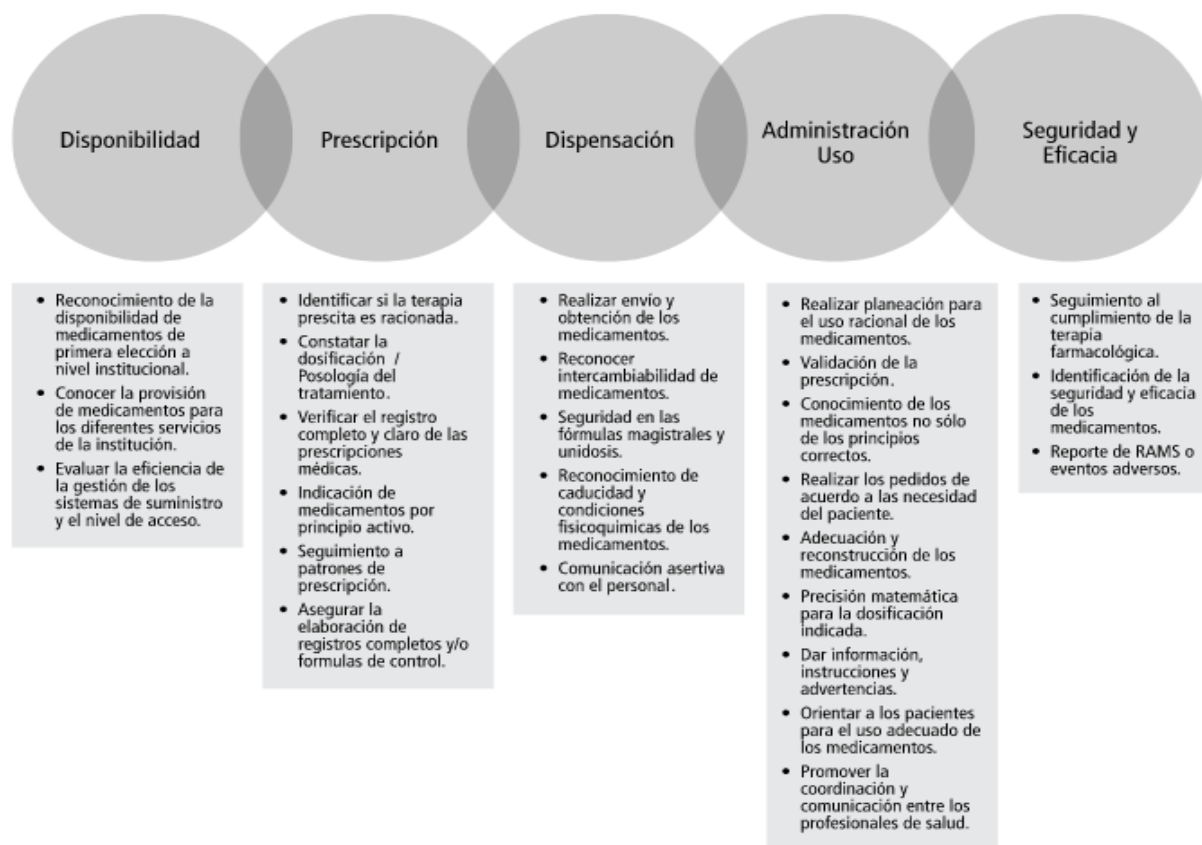 Disponibilidad
Prescripción
Dispensación
Administración
Uso
Seguridad y
Eficacia
• Reconocimiento de la
disponibilidad de
medicamentos de
primera elección a
nivel institucional.
• Conocer la provisión
de medicamentos para
los diferentes servicios
de la institución.
• Evaluar la eficiencia de
la gestión de los
sistemas de suministro
y el nivel de acceso.
• Identificar si la terapia
prescita es racionada.
• Constatar la
dosificación /
Posología del
tratamiento.
• Verificar el registro
completo y claro de las
prescripciones
médicas.
• Indicación de
medicamentos por
principio activo.
• Seguimiento a
patrones de
prescripción.
• Asegurar la
elaboración de
registros completos y/o
formulas de control.
• Realizar envío y
obtención de los
medicamentos.
• Reconocer
intercambiabilidad de
medicamentos.
• Seguridad en las
fórmulas magistrales y
unidosis.
• Reconocimiento de
caducidad y
condiciones
fisicoquimicas de los
medicamentos.
• Comunicación asertiva
con el personal.
• Realizar planeación para
el uso racional de los
medicamentos.
• Validación de la
prescripción.
• Conocimiento de los
medicamentos no sólo
de los principios
correctos.
• Realizar los pedidos de
acuerdo a las necesidad
del paciente.
• Adecuación y
reconstrucción de los
medicamentos.
• Precisión matemática
para la dosificación
indicada.
• Dar información,
instrucciones y
advertencias.
• Orientar a los pacientes
para el uso adecuado de
los medicamentos.
• Promover la
coordinación y
comunicación entre los
profesionales de salud.
• Seguimiento al
cumplimiento de la
terapia
farmacológica.
• Identificación de la
seguridad y eficacia
de los
medicamentos.
• Reporte de RAMS o
eventos adversos.